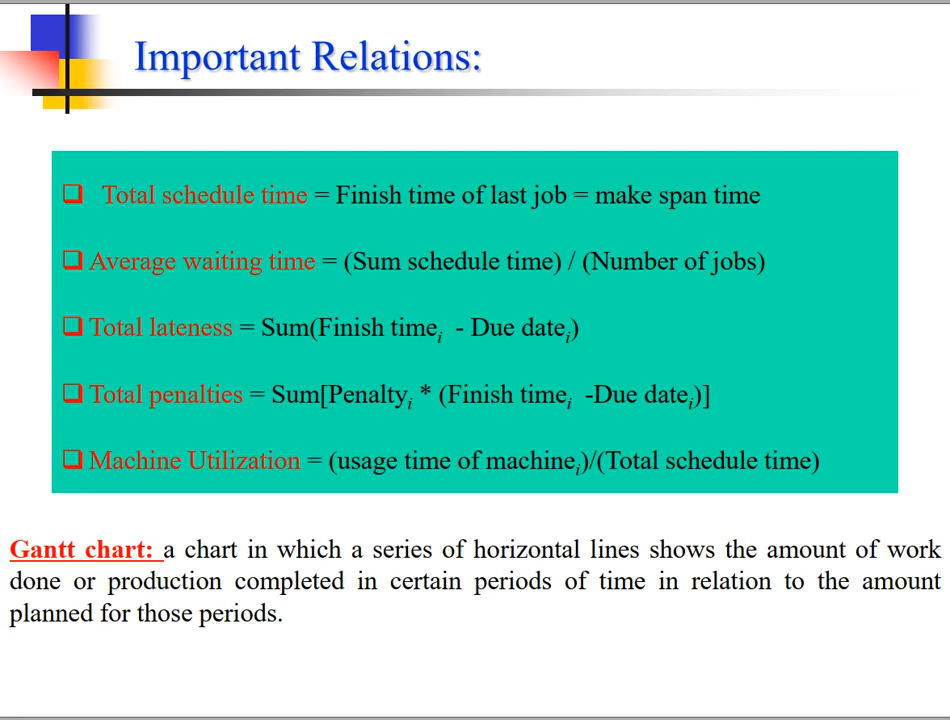 Important Relations:
❑ Total schedule time = Finish time of last job = make span time
❑ Average waiting time = (Sum schedule time) / (Number of jobs)
❑ Total lateness = Sum(Finish timeᵢ - Due dateᵢ)
❑ Total penalties = Sum[Penaltyᵢ * (Finish timeᵢ -Due dateᵢ)]
❑ Machine Utilization = (usage time of machineᵢ)/(Total schedule time)
Gantt chart: a chart in which a series of horizontal lines shows the amount of work
done or production completed in certain periods of time in relation to the amount
planned for those periods.